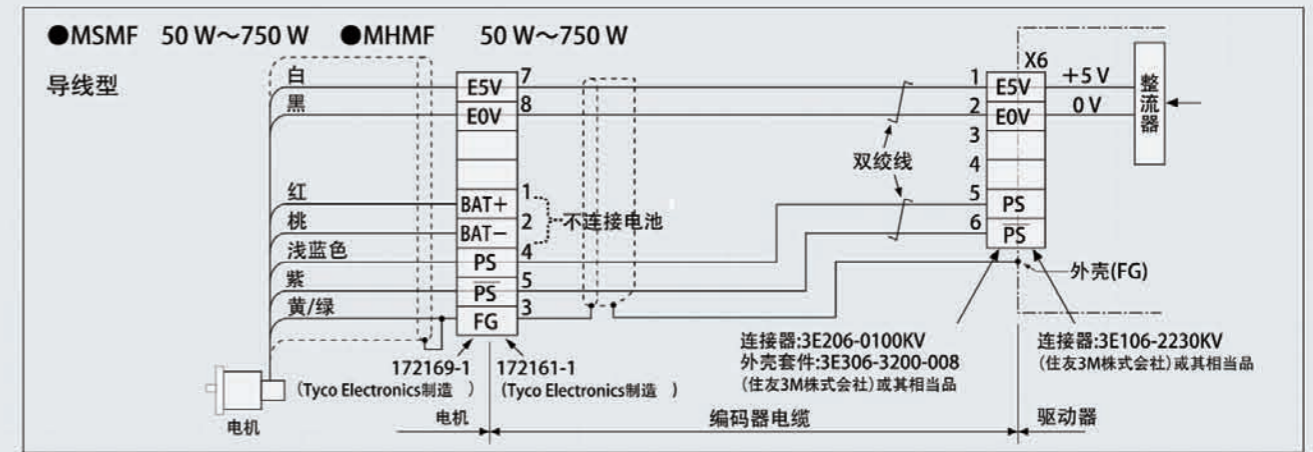 ●MSMF 50 W～750 W ●MHMF 50 W～750 W
导线型
白
黑
红
桃
浅蓝色
紫
黄/绿
E5V 7
E0V 8
BAT+ 1
BAT- 2
PS 4
P̅S̅ 5
FG 3
不连接电池
双绞线
X6
1 E5V +5 V
2 E0V 0 V
3
4
5 PS
6 P̅S̅
整流器
外壳(FG)
172169-1
(Tyco Electronics制造 )
172161-1
(Tyco Electronics制造 )
连接器:3E206-0100KV
外壳套件:3E306-3200-008
(住友3M株式会社)或其相当品
连接器:3E106-2230KV
(住友3M株式会社)或其相当品
电机
电机
编码器电缆
驱动器